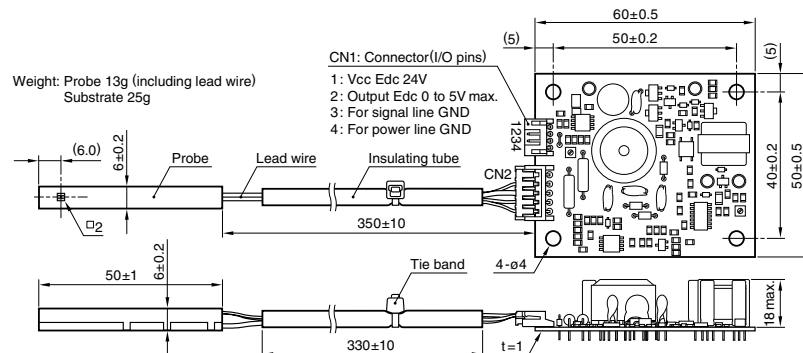 60±0.5
(5)
50±0.2
(5)
CN1: Connector(I/O pins)
1: Vcc Edc 24V
2: Output Edc 0 to 5V max.
3: For signal line GND
4: For power line GND
Weight: Probe 13g (including lead wire)
Substrate 25g
1234
(6.0)
6±0.2
Probe
Lead wire
Insulating tube
CN2
40±0.2
50±0.5
□2
350±10
4-ø4
Tie band
50±1
6±0.2
18 max.
330±10
t=1